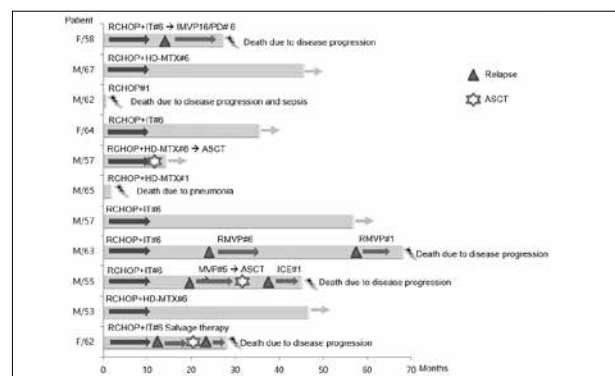 Patient
RCHOP+IT#6 → IMVP16/PD# 6
F/58
Death due to disease progression
RCHOP+HD-MTX#6
M/67
Relapse
RCHOP#1
M/62
Death due to disease progression and sepsis
ASCT
RCHOP+IT#6
F/64
RCHOP+HD-MTX#6 → ASCT
M/57
RCHOP+HD-MTX#1
M/65
Death due to pneumonia
RCHOP+IT#6
M/57
RCHOP+IT#6 RMVP#6 RMVP#1
M/63
Death due to disease progression
RCHOP+IT#6 MVP#5 → ASCT ICE#1
M/55
Death due to disease progression
RCHOP+HD-MTX#6
M/53
RCHOP+IT#6 Salvage therapy
F/62
Death due to disease progression
0 10 20 30 40 50 60 70 Months